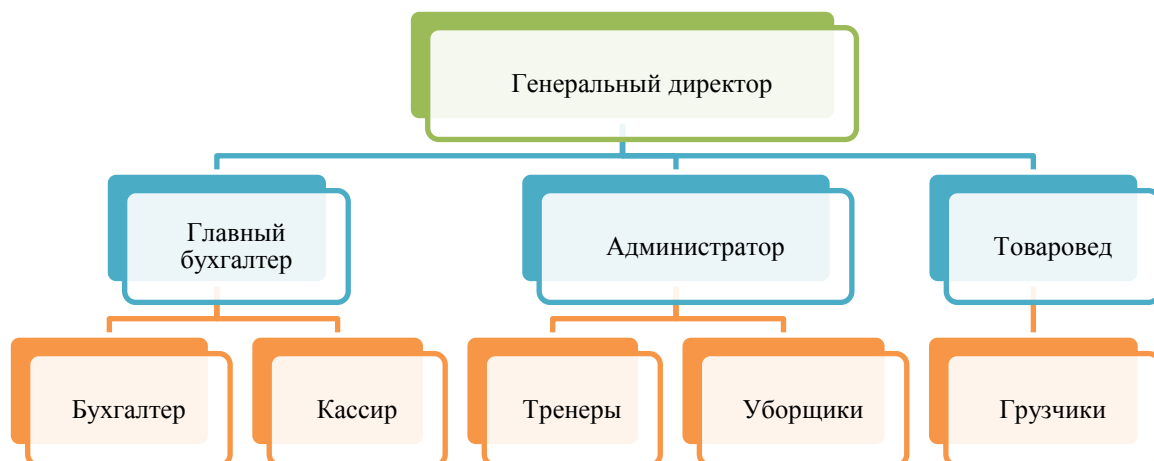 Генеральный директор
Главный
бухгалтер
Администратор
Товаровед
Бухгалтер
Кассир
Тренеры
Уборщики
Грузчики